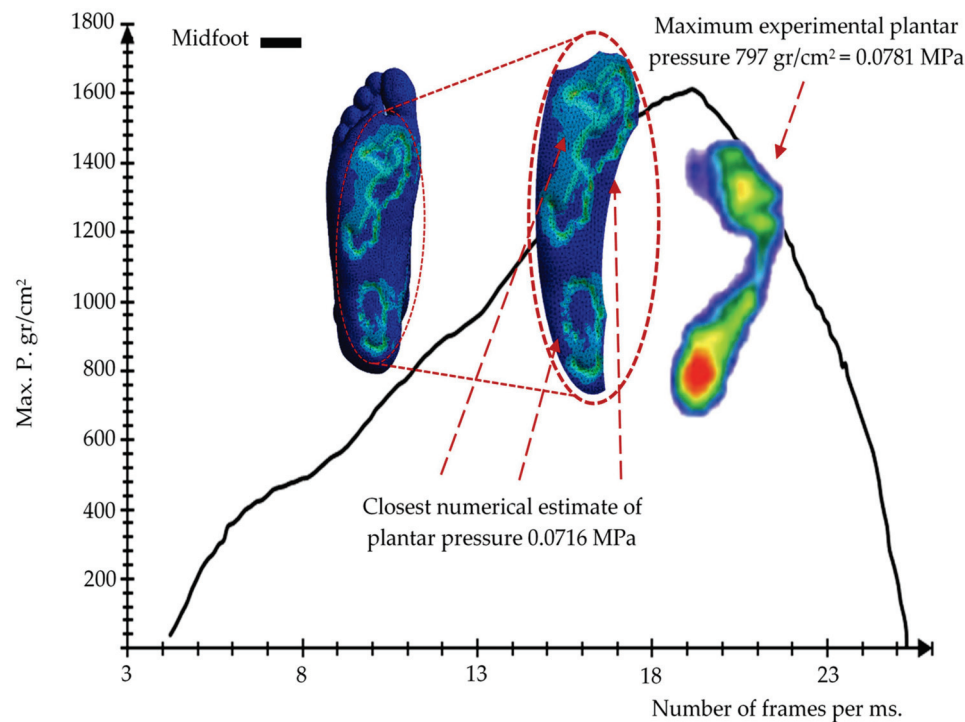 Midfoot
Maximum experimental plantar
pressure 797 gr/cm² = 0.0781 MPa
Max. P. gr/cm²
1800
1600
1400
1200
1000
800
600
400
200
Closest numerical estimate of
plantar pressure 0.0716 MPa
3 8 13 18 23
Number of frames per ms.